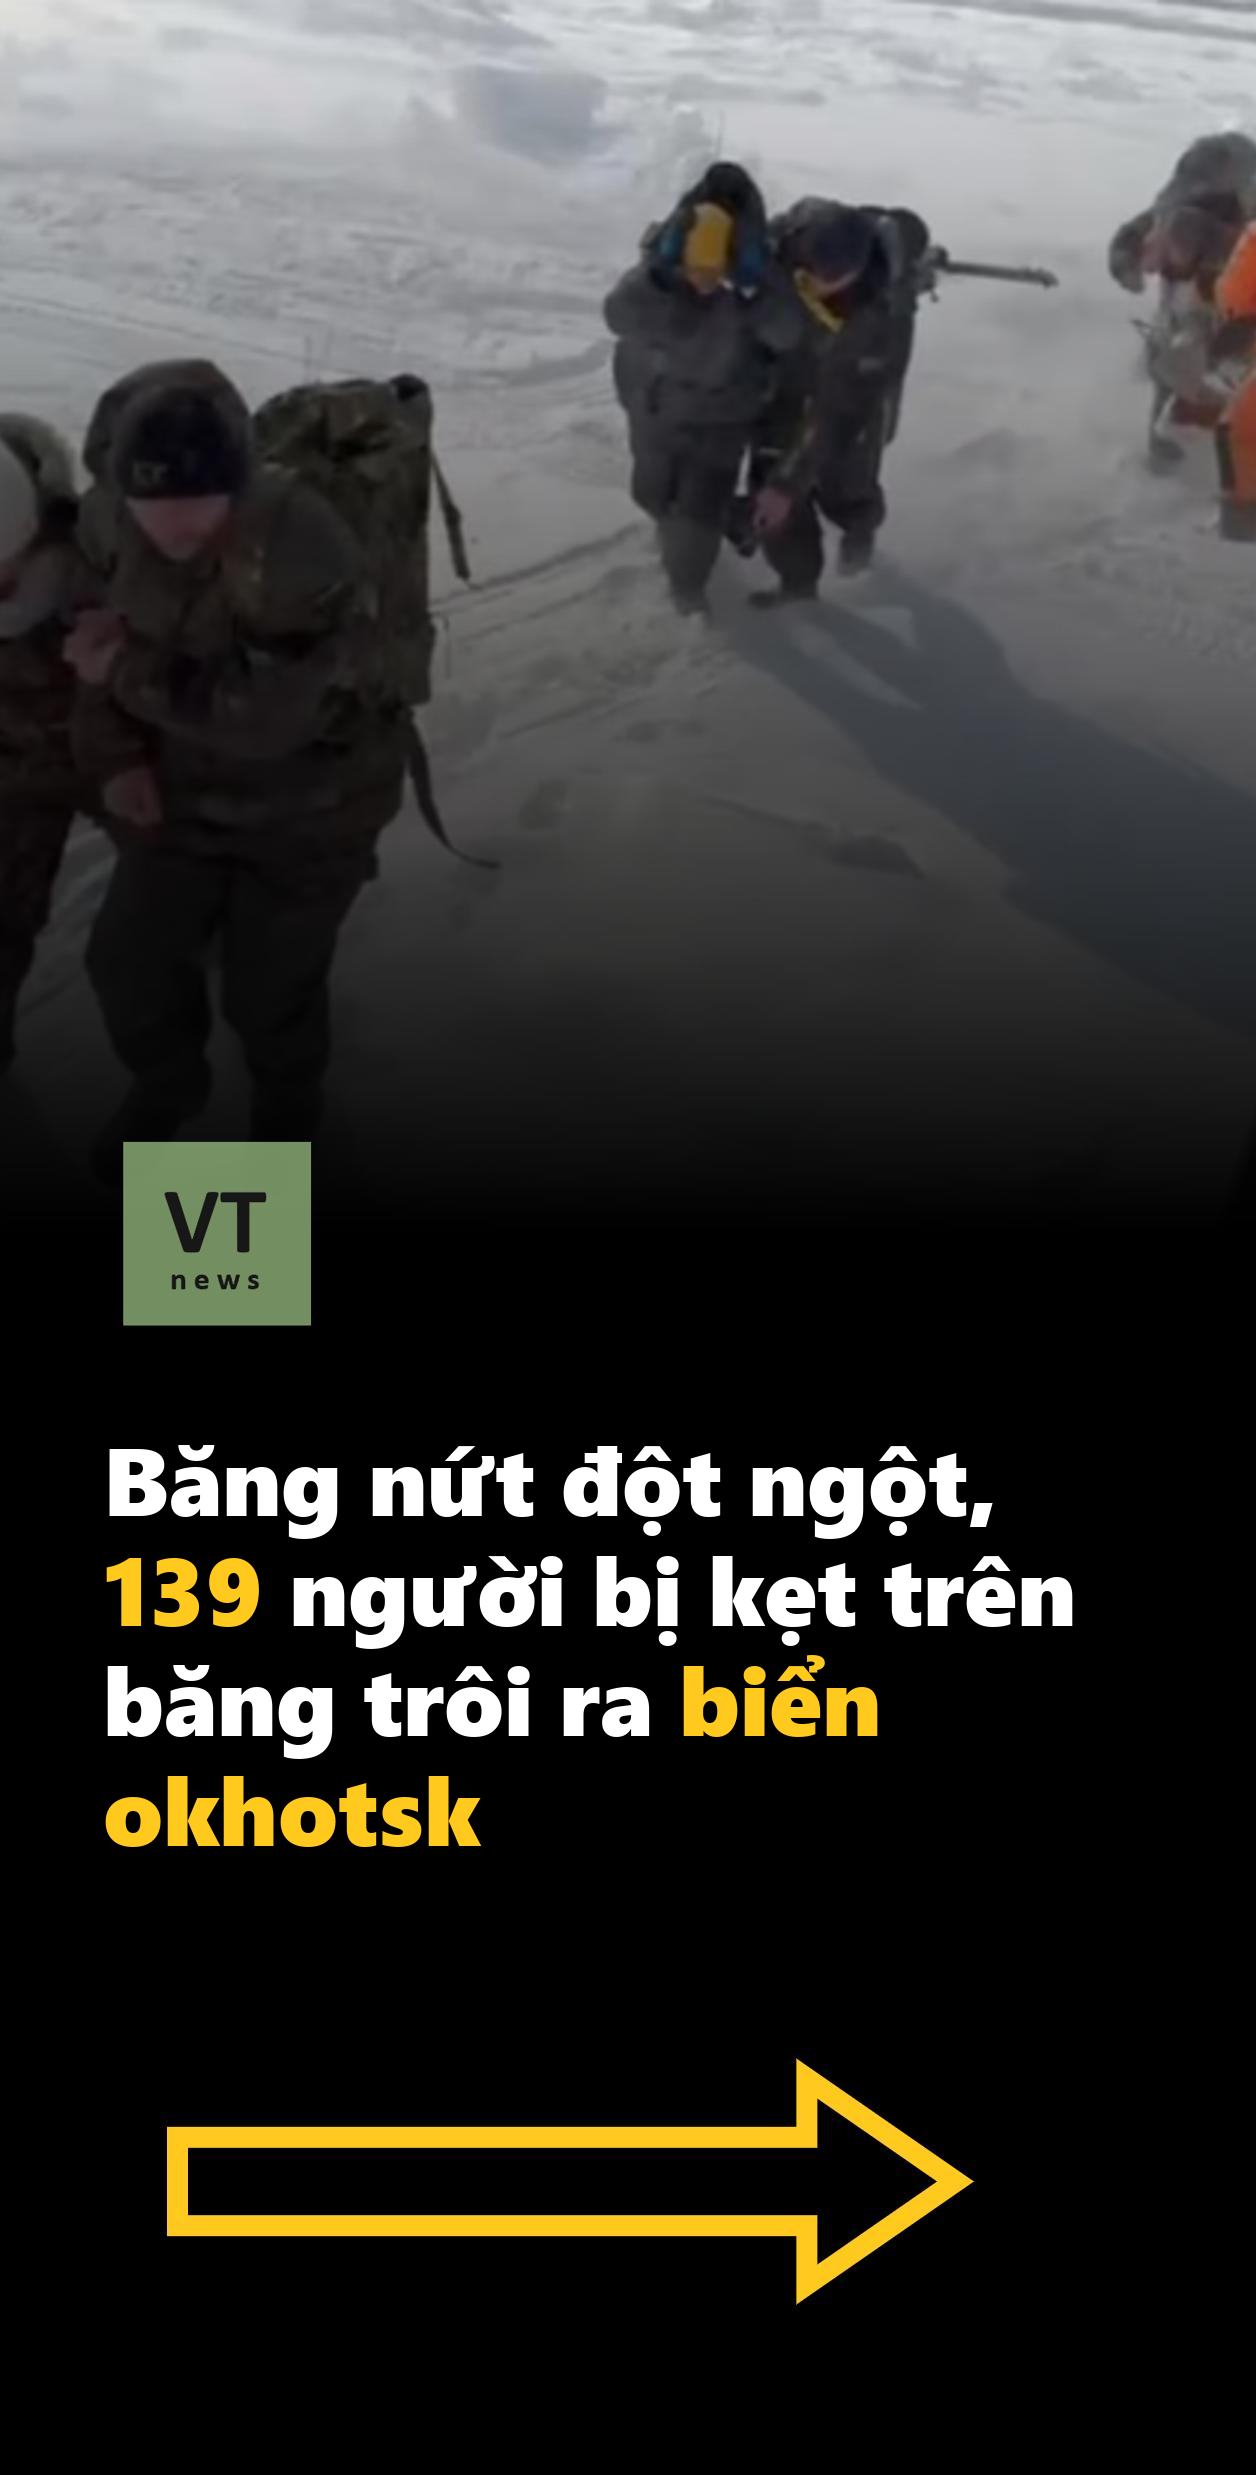 VT
news
Băng nứt đột ngột,
139 người bị kẹt trên
băng trôi ra biển
okhotsk